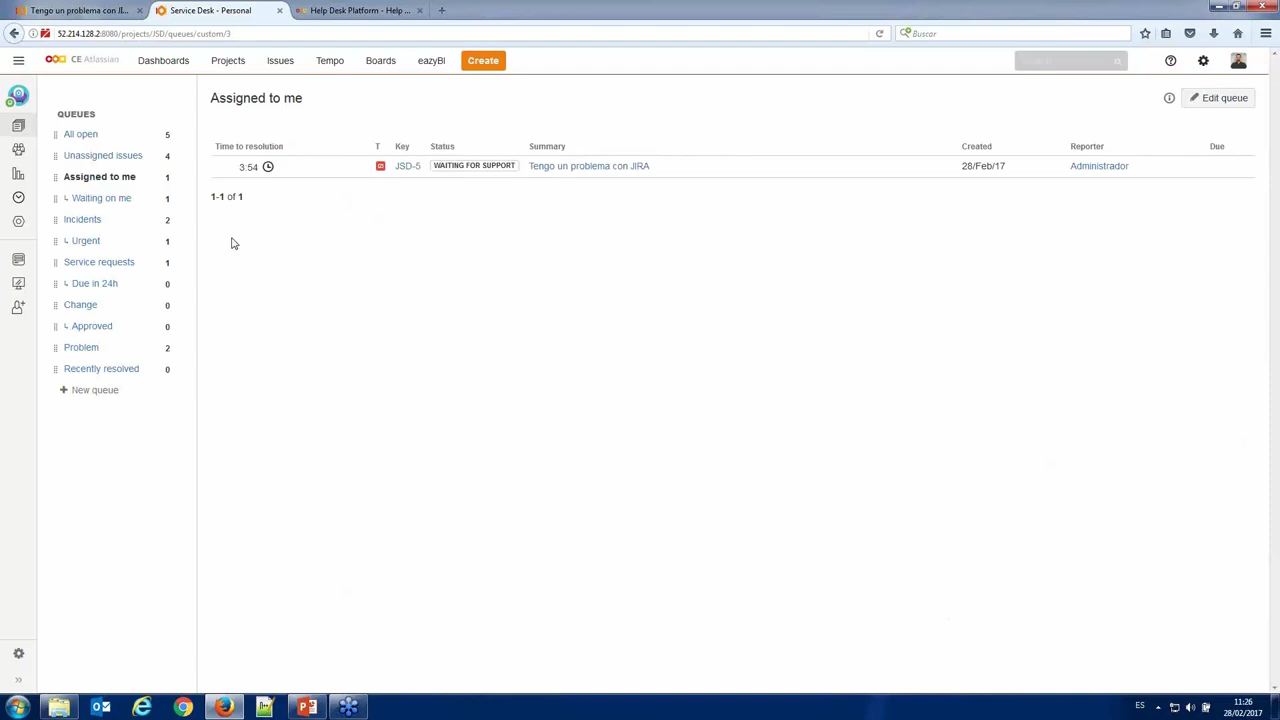 Tengo un problema con JI...
Service Desk - Personal
Help Desk Platform - Help ...
52.214.128.2:8080/projects/JSD/queues/custom/3
Buscar
CE Atlassian
Dashboards
Projects
Issues
Tempo
Boards
eazyBI
Create
Search
QUEUES
All open 5
Unassigned issues 4
Assigned to me 1
Waiting on me 1
Incidents 2
Urgent 1
Service requests 1
Due in 24h 0
Change 0
Approved 0
Problem 2
Recently resolved 0
New queue
Assigned to me
Edit queue
Time to resolution T Key Status Summary Created Reporter Due
3:54 JSD-5 WAITING FOR SUPPORT Tengo un problema con JIRA 28/Feb/17 Administrador
1-1 of 1
ES
11:26
28/02/2017